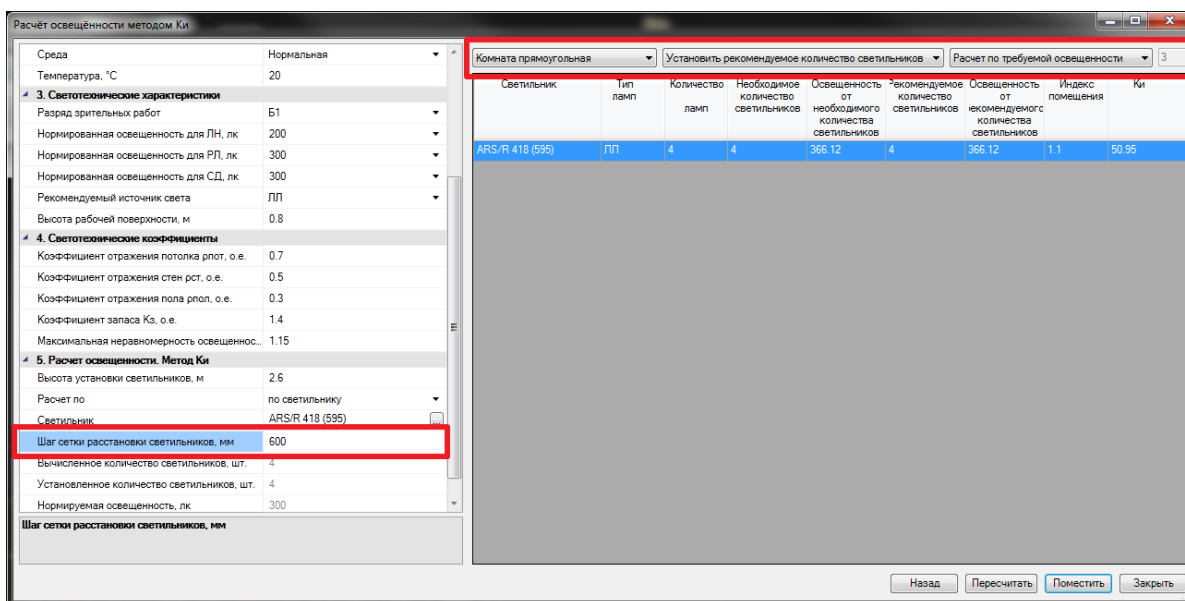 Расчёт освещённости методом Ки
Среда Нормальная
Температура, °C 20
3. Светотехнические характеристики
Разряд зрительных работ Б1
Нормированная освещенность для ЛН, лк 200
Нормированная освещенность для РЛ, лк 300
Нормированная освещенность для СД, лк 300
Рекомендуемый источник света ЛЛ
Высота рабочей поверхности, м 0.8
4. Светотехнические коэффициенты
Коэффициент отражения потолка ρпот, о.е. 0.7
Коэффициент отражения стен ρст, о.е. 0.5
Коэффициент отражения пола ρпол, о.е. 0.3
Коэффициент запаса Кз, о.е. 1.4
Максимальная неравномерность освещеннос... 1.15
5. Расчет освещенности. Метод Ки
Высота установки светильников, м 2.6
Расчет по по светильнику
Светильник ARS/R 418 (595) ...
Шаг сетки расстановки светильников, мм 600
Вычисленное количество светильников, шт. 4
Установленное количество светильников, шт. 4
Нормируемая освещенность, лк 300
Шаг сетки расстановки светильников, мм
Комната прямоугольная Установить рекомендуемое количество светильников Расчет по требуемой освещенности 3
Светильник
Тип
ламп
Количество
ламп
Необходимое
количество
светильников
Освещенность
от
необходимого
количества
светильников
Рекомендуемое
количество
светильников
Освещенность
от
рекомендуемого
количества
светильников
Индекс
помещения
Ки
ARS/R 418 (595) ЛЛ 4 4 366.12 4 366.12 1.1 50.95
Назад Пересчитать Поместить Закрыть